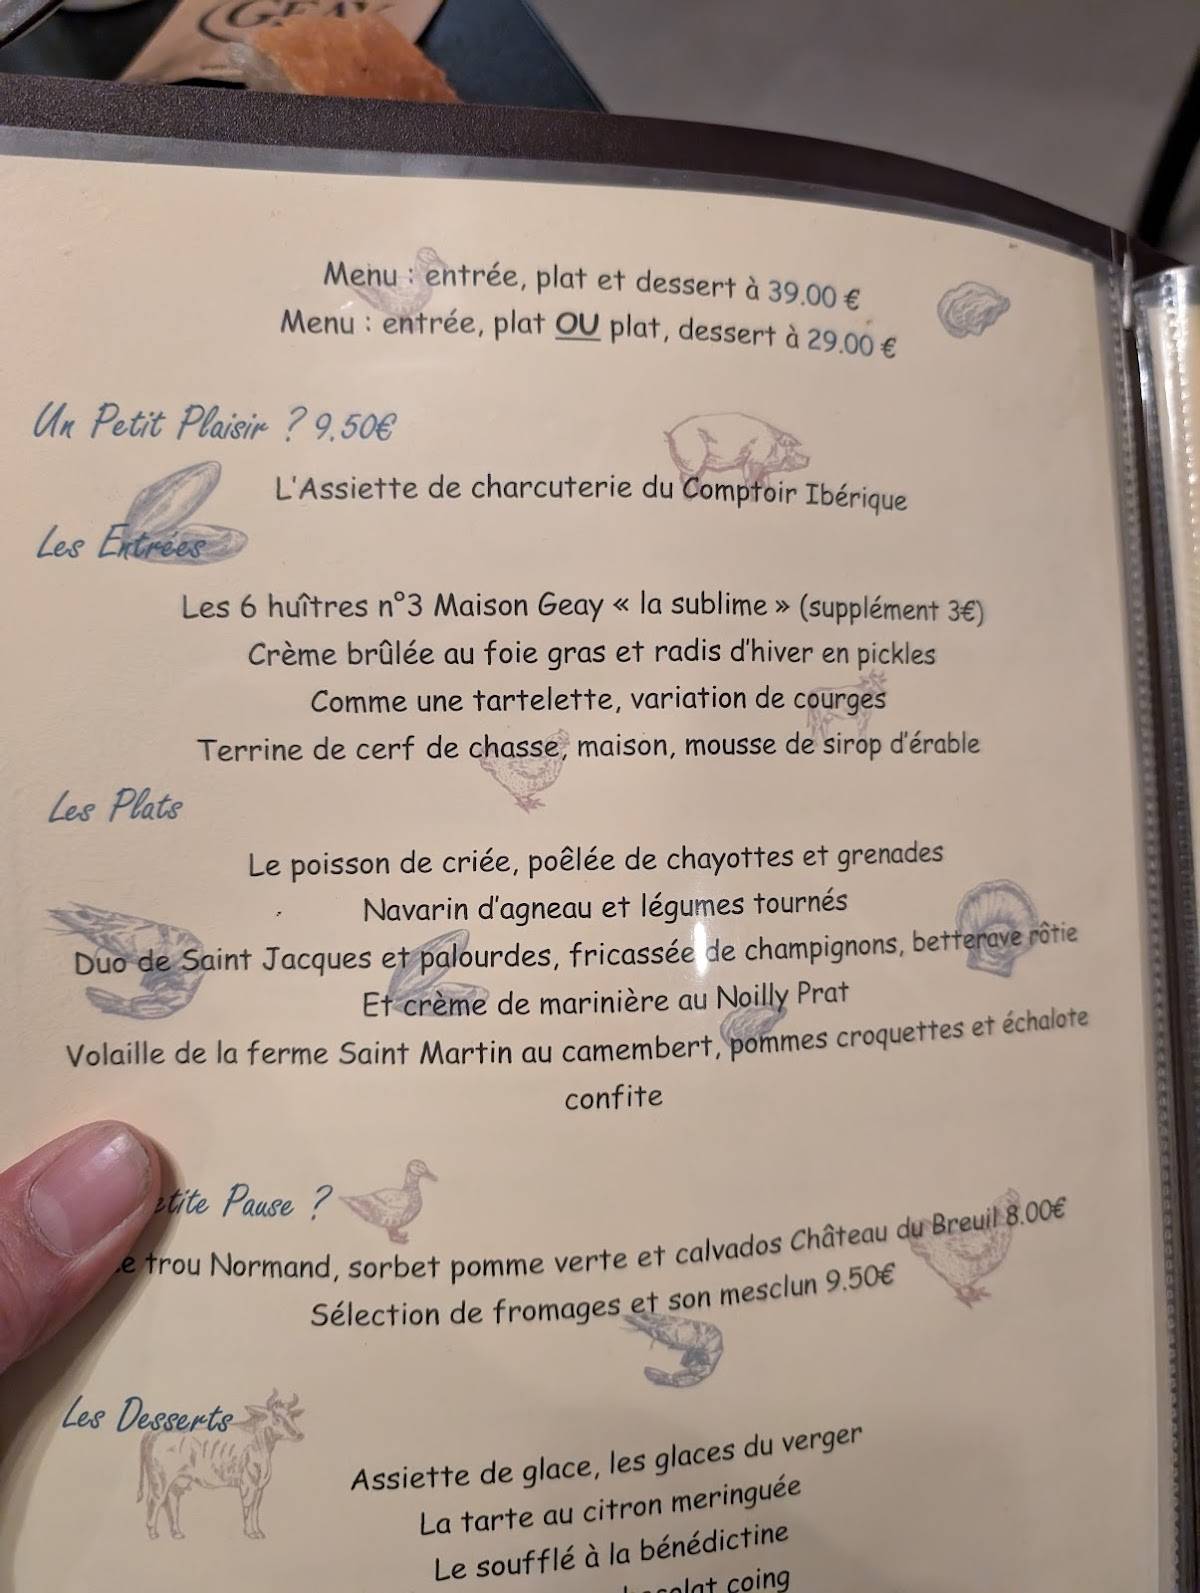 GEAY
Menu : entrée, plat et dessert à 39.00 €
Menu : entrée, plat OU plat, dessert à 29.00 €
Un Petit Plaisir ? 9.50€
L'Assiette de charcuterie du Comptoir Ibérique
Les Entrées
Les 6 huîtres n°3 Maison Geay « la sublime » (supplément 3€)
Crème brûlée au foie gras et radis d'hiver en pickles
Comme une tartelette, variation de courges
Terrine de cerf de chasse, maison, mousse de sirop d'érable
Les Plats
Le poisson de criée, poêlée de chayottes et grenades
Navarin d'agneau et légumes tournés
Duo de Saint Jacques et palourdes, fricassée de champignons, betterave rôtie
Et crème de marinière au Noilly Prat
Volaille de la ferme Saint Martin au camembert, pommes croquettes et échalote
confite
Pause ?
trou Normand, sorbet pomme verte et calvados Château du Breuil 8.00€
Sélection de fromages et son mesclun 9.50€
Les Desserts
Assiette de glace, les glaces du verger
La tarte au citron meringuée
Le soufflé à la bénédictine
coing